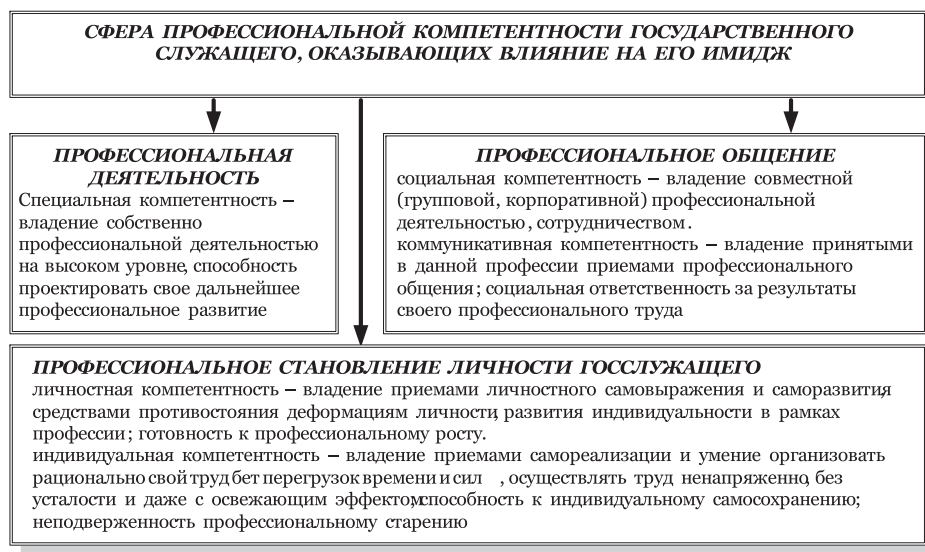 СФЕРА ПРОФЕССИОНАЛЬНОЙ КОМПЕТЕНТНОСТИ ГОСУДАРСТВЕННОГО
СЛУЖАЩЕГО, ОКАЗЫВАЮЩИХ ВЛИЯНИЕ НА ЕГО ИМИДЖ
ПРОФЕССИОНАЛЬНАЯ
ДЕЯТЕЛЬНОСТЬ
Специальная компетентность –
владение собственно
профессиональной деятельностью
на высоком уровне, способность
проектировать свое дальнейшее
профессиональное развитие
ПРОФЕССИОНАЛЬНОЕ ОБЩЕНИЕ
социальная компетентность – владение совместной
(групповой, корпоративной) профессиональной
деятельностью, сотрудничеством.
коммуникативная компетентность – владение принятыми
в данной профессии приемами профессионального
общения; социальная ответственность за результаты
своего профессионального труда
ПРОФЕССИОНАЛЬНОЕ СТАНОВЛЕНИЕ ЛИЧНОСТИ ГОССЛУЖАЩЕГО
личностная компетентность – владение приемами личностного самовыражения и саморазвития,
средствами противостояния деформациям личности, развития индивидуальности в рамках
профессии; готовность к профессиональному росту.
индивидуальная компетентность – владение приемами самореализации и умение организовать
рационально свой труд бет перегрузок времени и сил , осуществлять труд ненапряженно, без
усталости и даже с освежающим эффектом; способность к индивидуальному самосохранению;
неподверженность профессиональному старению